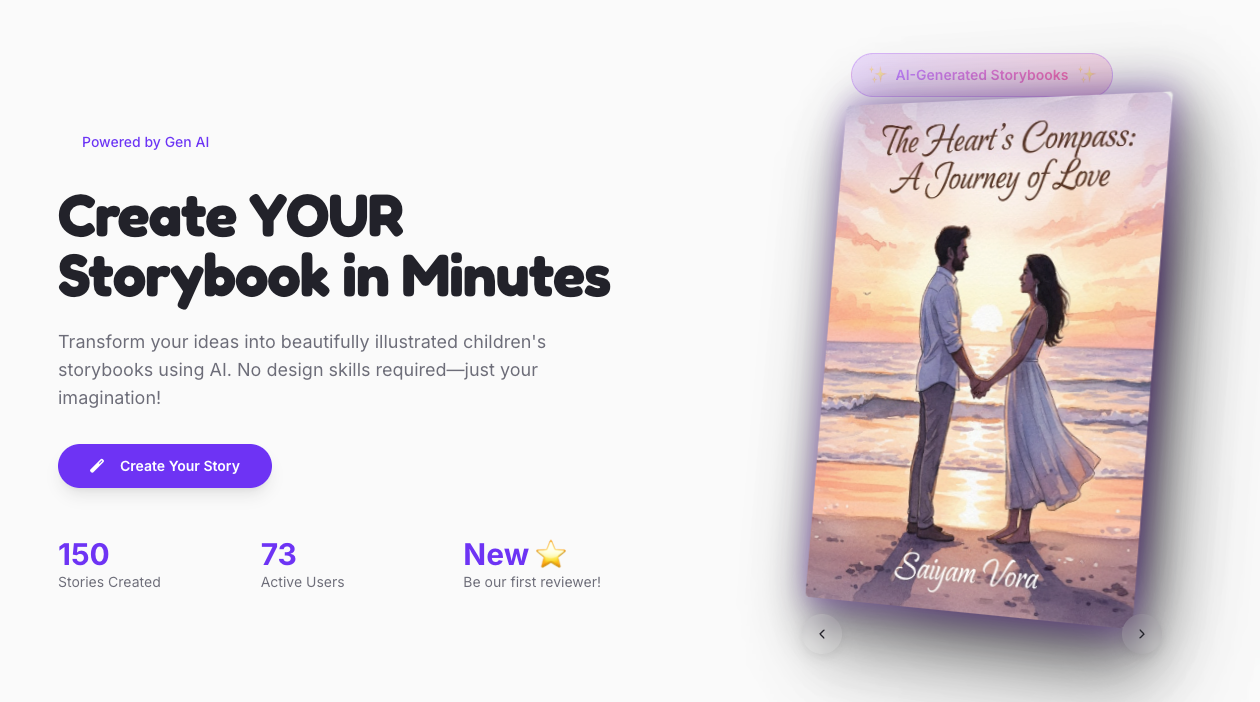 Powered by Gen AI
Create YOUR
Storybook in Minutes
Transform your ideas into beautifully illustrated children's
storybooks using AI. No design skills required—just your
imagination!
Create Your Story
150
Stories Created
73
Active Users
New ⭐
Be our first reviewer!
✨ AI-Generated Storybooks ✨
The Heart's Compass:
A Journey of Love
Saiyam Vora